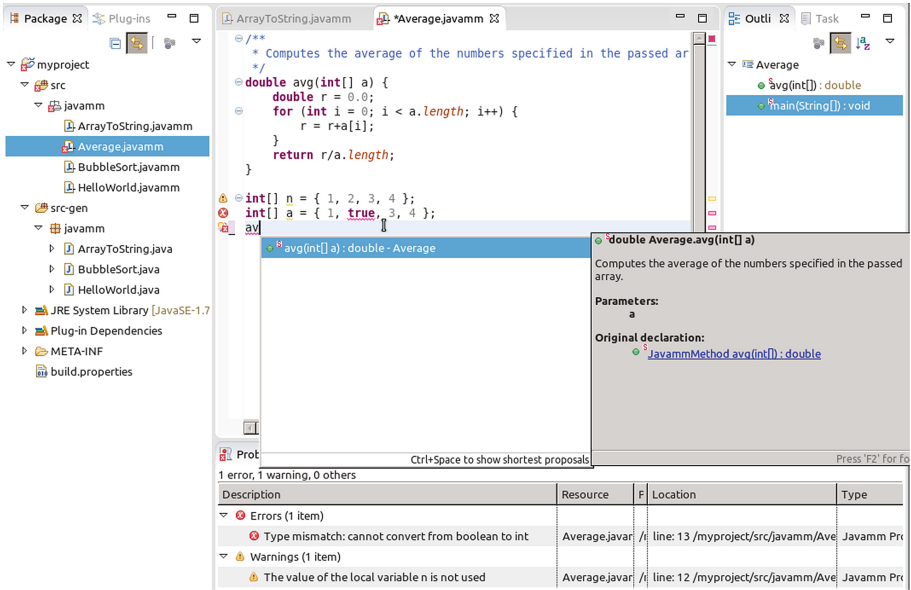 Package
Plug-ins
myproject
src
javamm
ArrayToString.javamm
Average.javamm
BubbleSort.javamm
HelloWorld.javamm
src-gen
javamm
ArrayToString.java
BubbleSort.java
HelloWorld.java
JRE System Library [JavaSE-1.7
Plug-in Dependencies
META-INF
build.properties
ArrayToString.javamm
*Average.javamm
/**
* Computes the average of the numbers specified in the passed ar
*/
double avg(int[] a) {
double r = 0.0;
for (int i = 0; i < a.length; i++) {
r = r+a[i];
}
return r/a.length;
}
int[] n = { 1, 2, 3, 4 };
int[] a = { 1, true, 3, 4 };
av
avg(int[] a) : double - Average
Ctrl+Space to show shortest proposals
double Average.avg(int[] a)
Computes the average of the numbers specified in the passed
array.
Parameters:
a
Original declaration:
JavammMethod avg(int[]) : double
Press 'F2' for fo
Outli
Task
Average
avg(int[]) : double
main(String[]) : void
Prob
1 error, 1 warning, 0 others
Description Resource F Location Type
Errors (1 item)
Type mismatch: cannot convert from boolean to int Average.javar /r line: 13 /myproject/src/javamm/Ave Javamm Pro
Warnings (1 item)
The value of the local variable n is not used Average.javar /r line: 12 /myproject/src/javamm/Ave Javamm Pro